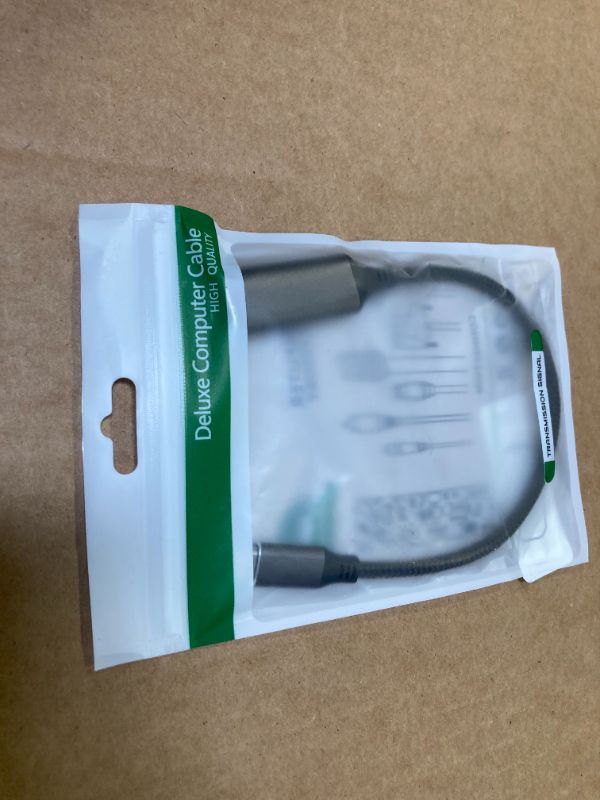 Deluxe Computer Cable
HIGH QUALITY
TRANSMISSION SIGNAL